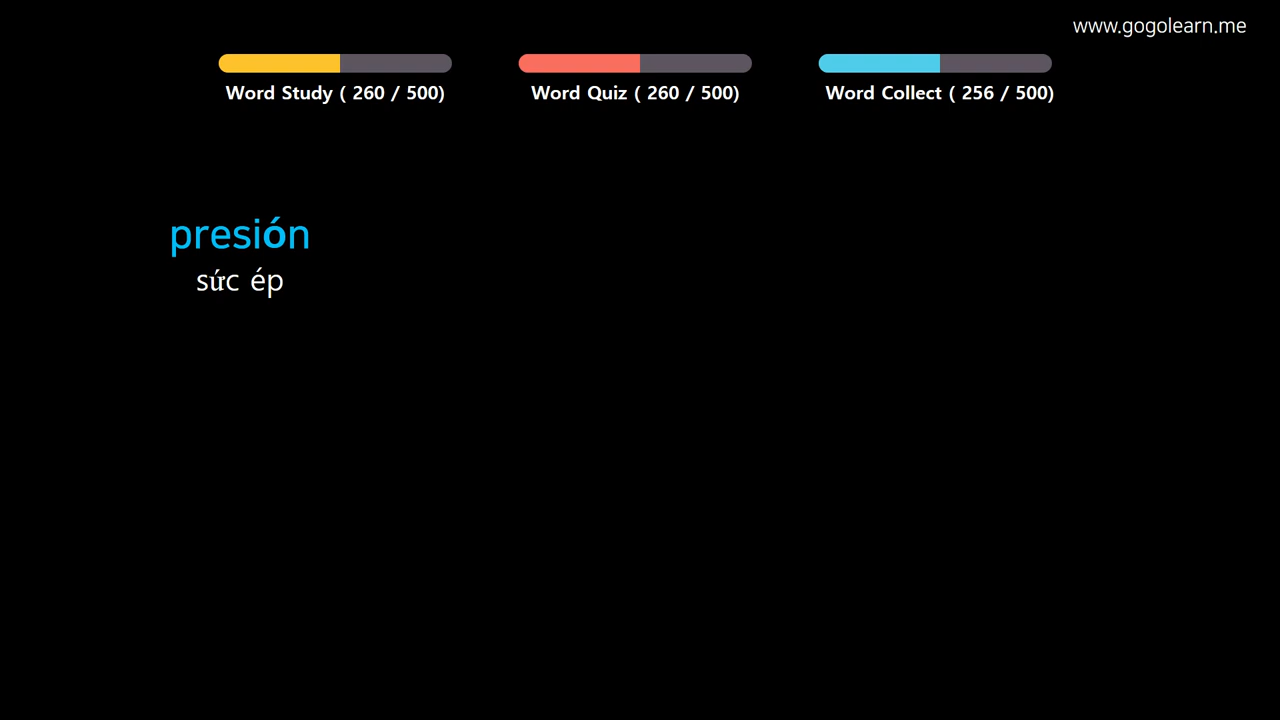 www.gogolearn.me
Word Study ( 260 / 500)
Word Quiz ( 260 / 500)
Word Collect ( 256 / 500)
presión
sức ép